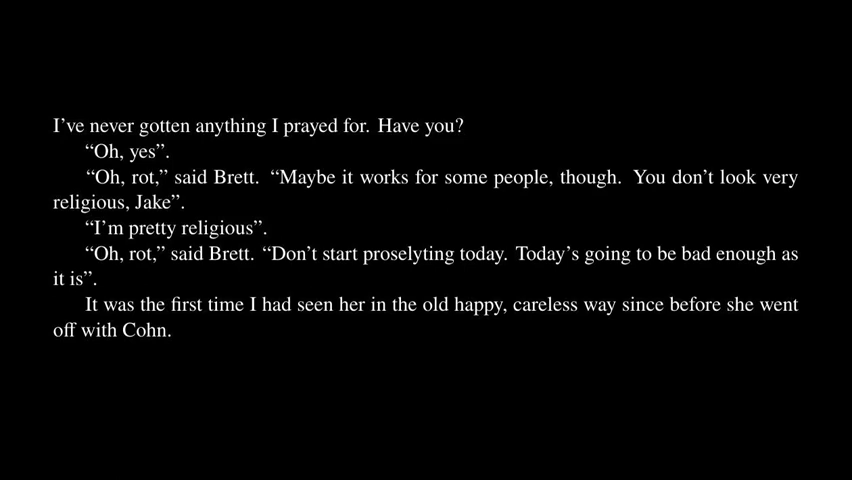 I’ve never gotten anything I prayed for. Have you?
“Oh, yes”.
“Oh, rot,” said Brett. “Maybe it works for some people, though. You don’t look very
religious, Jake”.
“I’m pretty religious”.
“Oh, rot,” said Brett. “Don’t start proselyting today. Today’s going to be bad enough as
it is”.
It was the first time I had seen her in the old happy, careless way since before she went
off with Cohn.